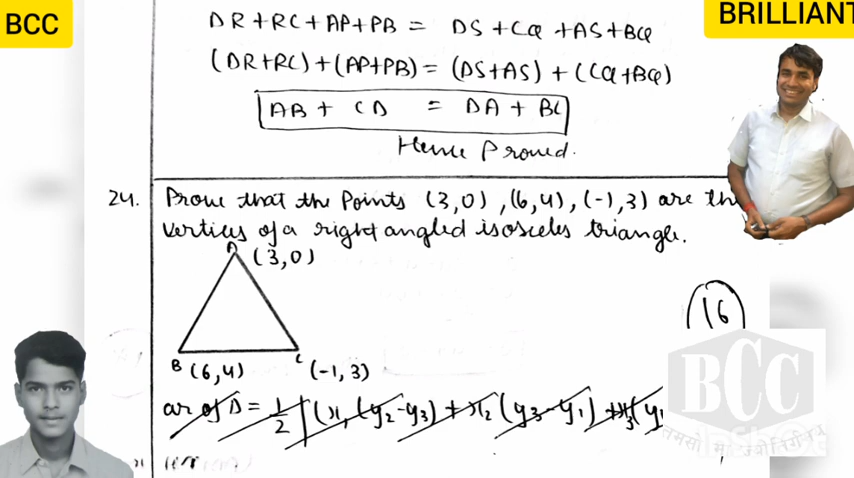 BCC
BRILLIANT
DR+RC+AP+PB = DS+CQ+AS+BQ
(DR+RC)+(AP+PB) = (DS+AS)+(CQ+BQ)
AB + CD = DA + BC
Hence Proved.
24. Prove that the Points (3,0), (6,4), (-1,3) are the
vertices of a right angled isosceles triangle.
A (3,0)
16
B (6,4) C (-1,3)
ar of Δ = 1/2 | (x₁(y₂-y₃) + x₂(y₃-y₁) + x₃(y₁
BCC
InShOt